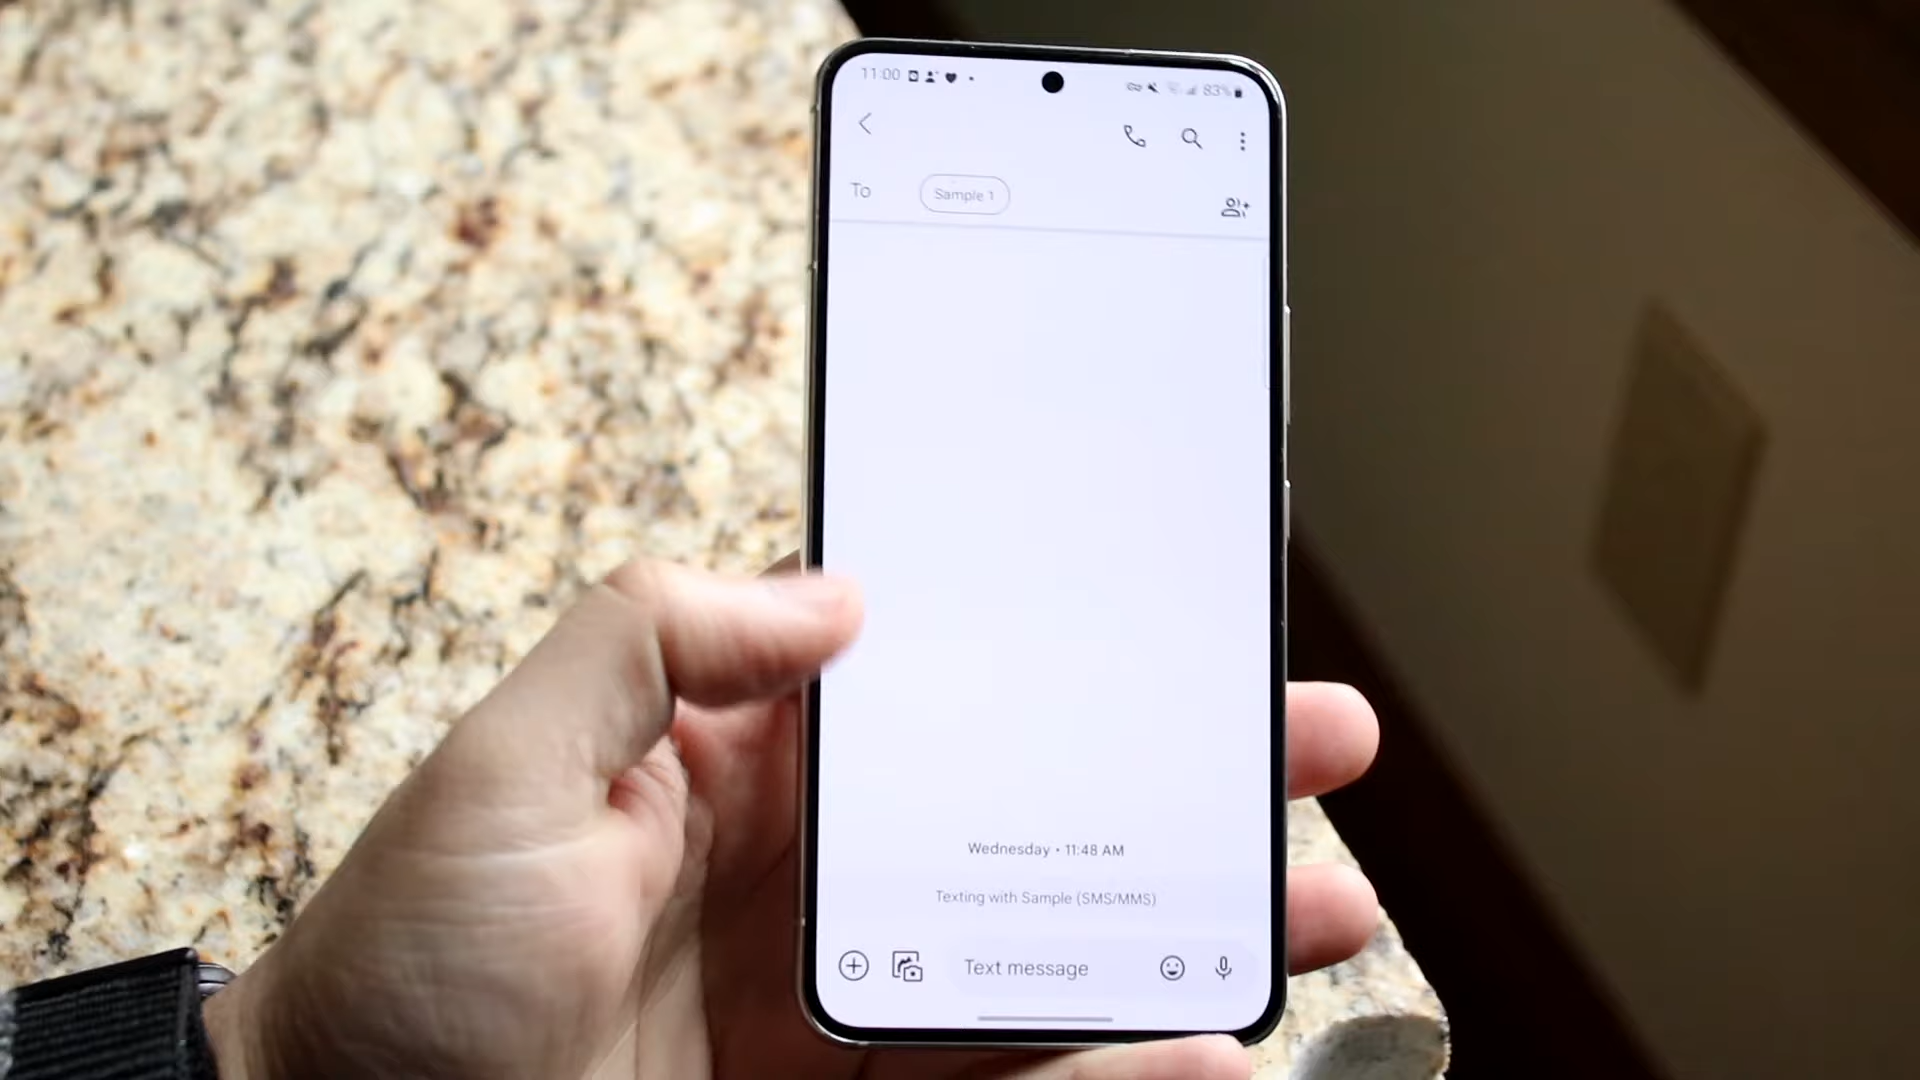 11:00 83%
To Sample 1
Wednesday • 11:48 AM
Texting with Sample (SMS/MMS)
Text message